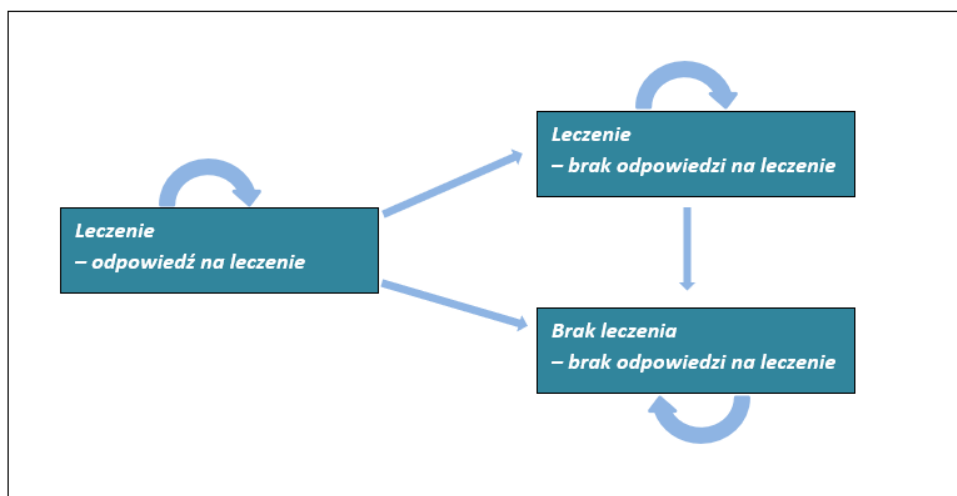 Leczenie
– brak odpowiedzi na leczenie
Leczenie
– odpowiedź na leczenie
Brak leczenia
– brak odpowiedzi na leczenie